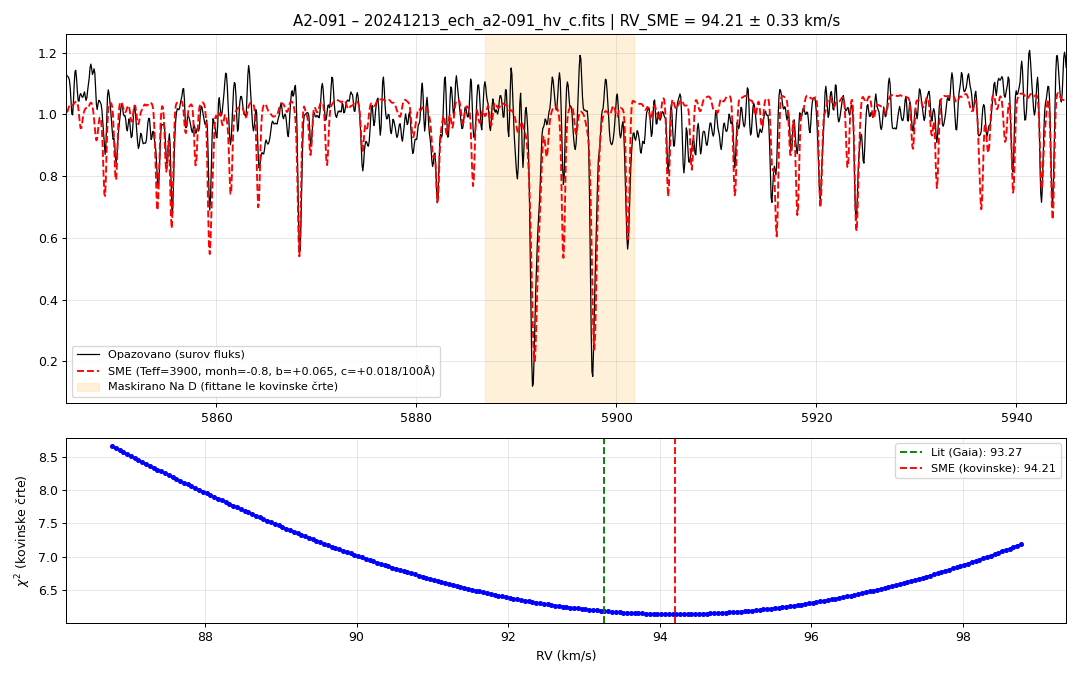 A2-091 – 20241213_ech_a2-091_hv_c.fits | RV_SME = 94.21 ± 0.33 km/s
1.2
1.0
0.8
0.6
0.4
0.2
Opazovano (surov fluks)
SME (Teff=3900, monh=-0.8, b=+0.065, c=+0.018/100Å)
Maskirano Na D (fittane le kovinske črte)
5860 5880 5900 5920 5940
8.5
8.0
7.5
7.0
6.5
χ² (kovinske črte)
Lit (Gaia): 93.27
SME (kovinske): 94.21
88 90 92 94 96 98
RV (km/s)